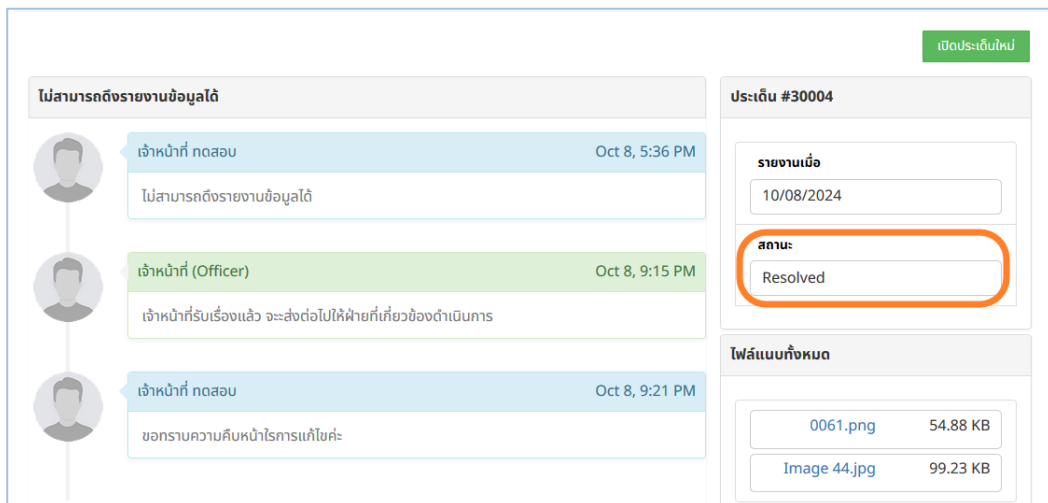 เปิดประเด็นใหม่
ไม่สามารถดึงรายงานข้อมูลได้
เจ้าหน้าที่ ทดสอบ Oct 8, 5:36 PM
ไม่สามารถดึงรายงานข้อมูลได้
เจ้าหน้าที่ (Officer) Oct 8, 9:15 PM
เจ้าหน้าที่รับเรื่องแล้ว จะะส่งต่อไปให้ฝ่ายที่เกี่ยวข้องดำเนินการ
เจ้าหน้าที่ ทดสอบ Oct 8, 9:21 PM
ขอทราบความคืบหน้าใรการแก้ไขค่ะ
ประเด็น #30004
รายงานเมื่อ
10/08/2024
สถานะ
Resolved
ไฟล์แนบทั้งหมด
0061.png 54.88 KB
Image 44.jpg 99.23 KB